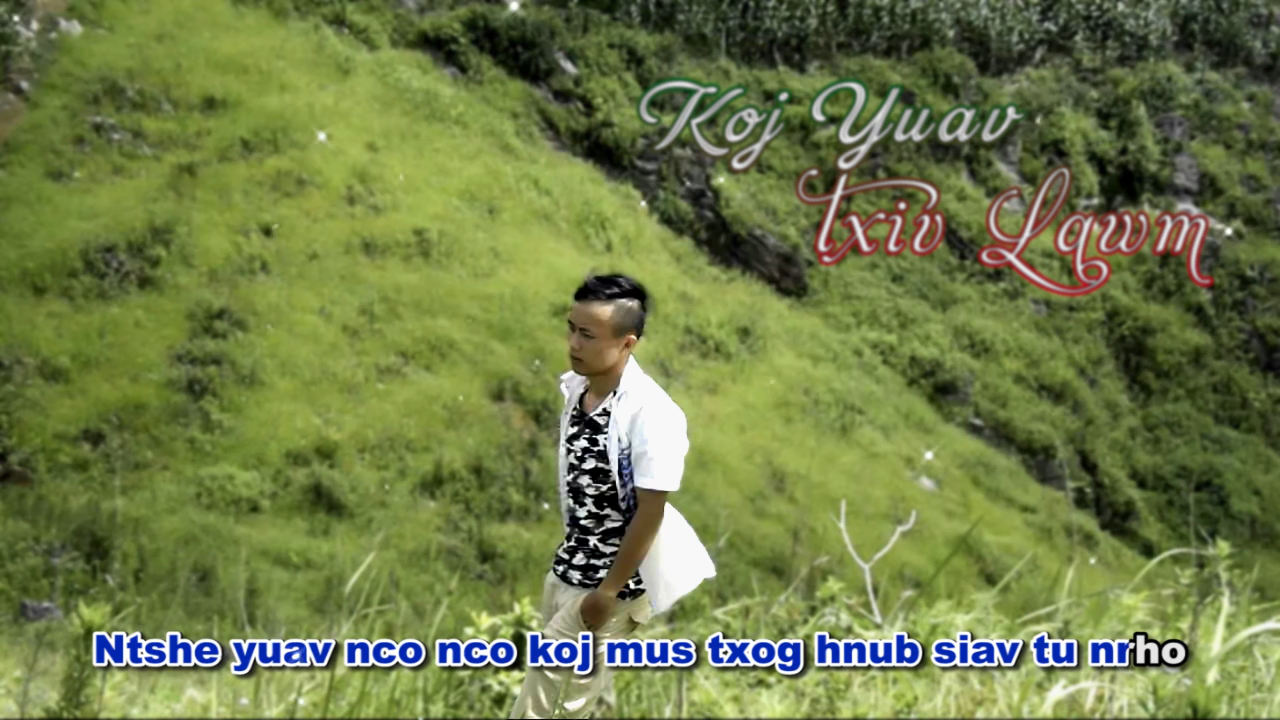 Koj Yuav
txiv Lawm
Ntshe yuav nco nco koj mus txog hnub siav tu nrho